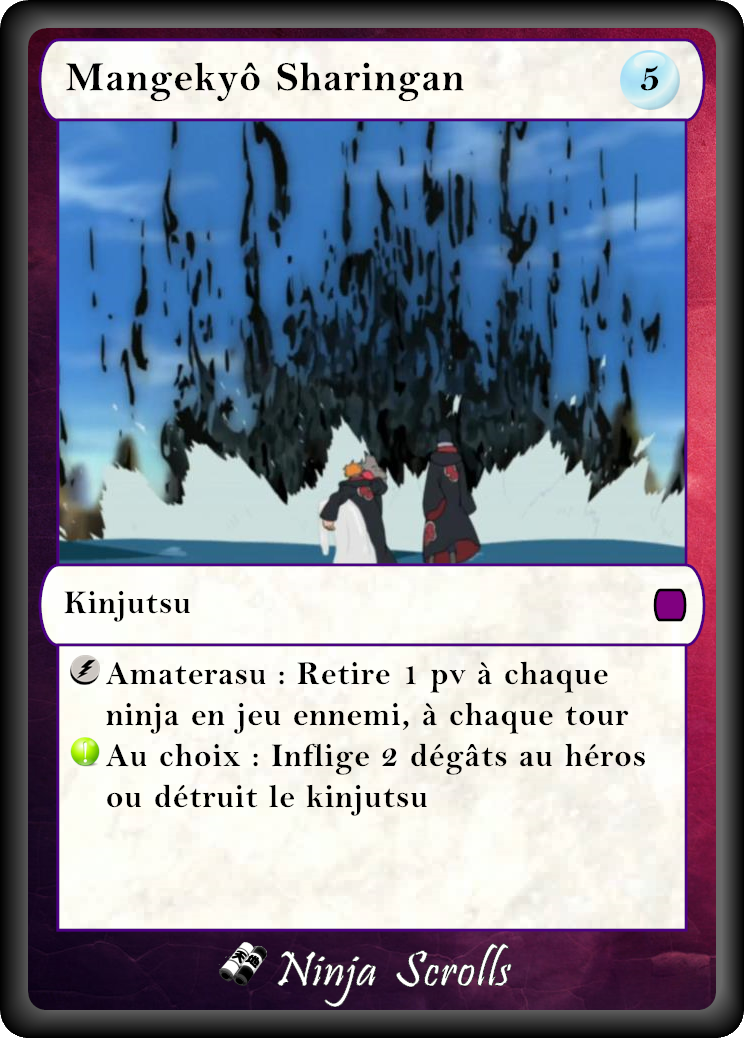 Mangekyô Sharingan
5
Kinjutsu
Amaterasu : Retire 1 pv à chaque
ninja en jeu ennemi, à chaque tour
Au choix : Inflige 2 dégâts au héros
ou détruit le kinjutsu
Ninja Scrolls